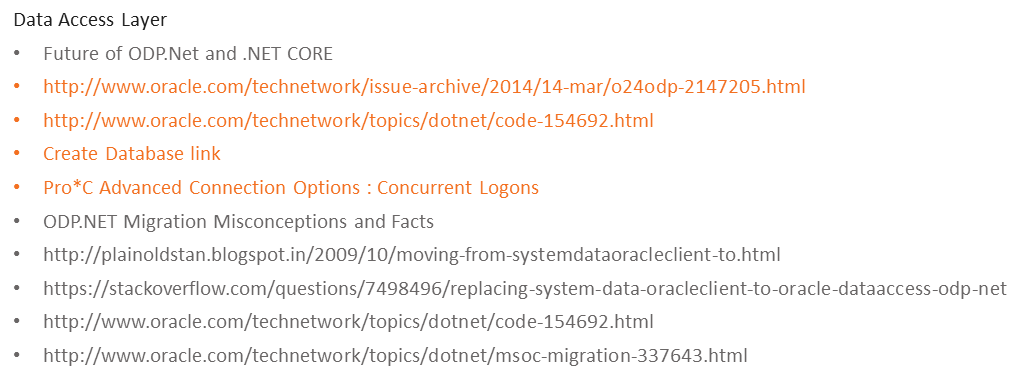 Data Access Layer
• Future of ODP.Net and .NET CORE
• http://www.oracle.com/technetwork/issue-archive/2014/14-mar/o24odp-2147205.html
• http://www.oracle.com/technetwork/topics/dotnet/code-154692.html
• Create Database link
• Pro*C Advanced Connection Options : Concurrent Logons
• ODP.NET Migration Misconceptions and Facts
• http://plainoldstan.blogspot.in/2009/10/moving-from-systemdataoracleclient-to.html
• https://stackoverflow.com/questions/7498496/replacing-system-data-oracleclient-to-oracle-dataaccess-odp-net
• http://www.oracle.com/technetwork/topics/dotnet/code-154692.html
• http://www.oracle.com/technetwork/topics/dotnet/msoc-migration-337643.html